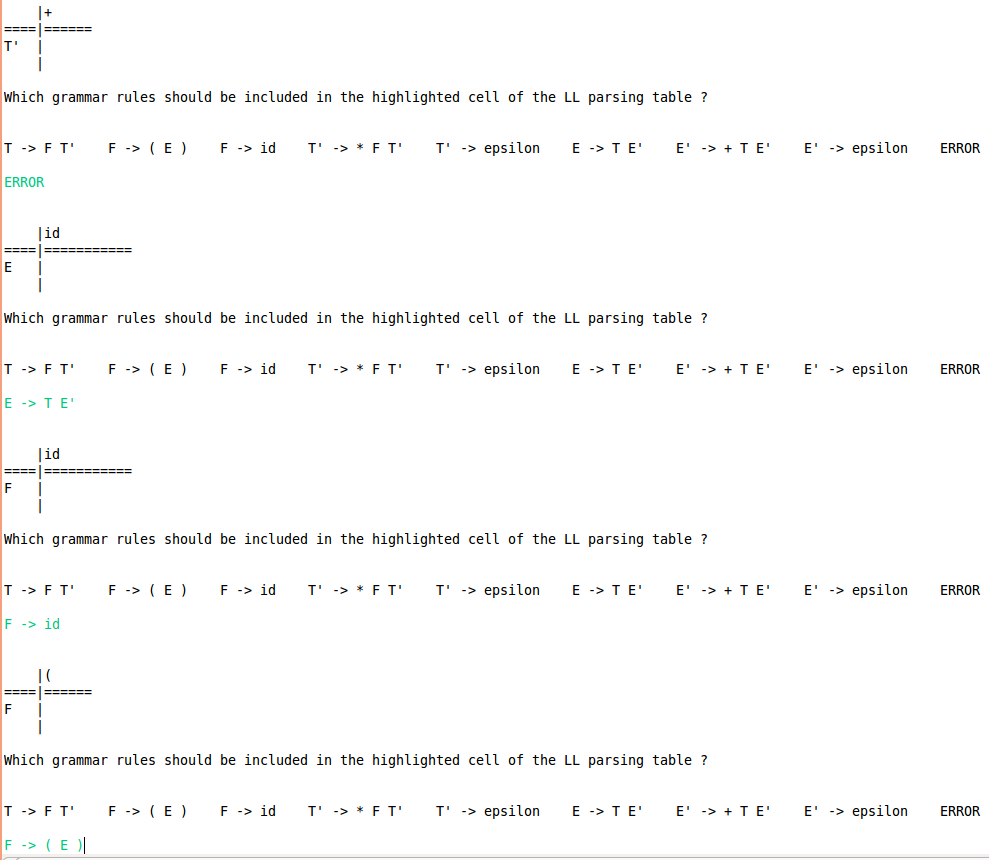 |+
====|======
T'  |
    |
Which grammar rules should be included in the highlighted cell of the LL parsing table ?
T -> F T'    F -> ( E )    F -> id    T' -> * F T'    T' -> epsilon    E -> T E'    E' -> + T E'    E' -> epsilon    ERROR
ERROR
    |id
====|===========
E   |
    |
Which grammar rules should be included in the highlighted cell of the LL parsing table ?
T -> F T'    F -> ( E )    F -> id    T' -> * F T'    T' -> epsilon    E -> T E'    E' -> + T E'    E' -> epsilon    ERROR
E -> T E'
    |id
====|===========
F   |
    |
Which grammar rules should be included in the highlighted cell of the LL parsing table ?
T -> F T'    F -> ( E )    F -> id    T' -> * F T'    T' -> epsilon    E -> T E'    E' -> + T E'    E' -> epsilon    ERROR
F -> id
    |(
====|======
F   |
    |
Which grammar rules should be included in the highlighted cell of the LL parsing table ?
T -> F T'    F -> ( E )    F -> id    T' -> * F T'    T' -> epsilon    E -> T E'    E' -> + T E'    E' -> epsilon    ERROR
F -> ( E )